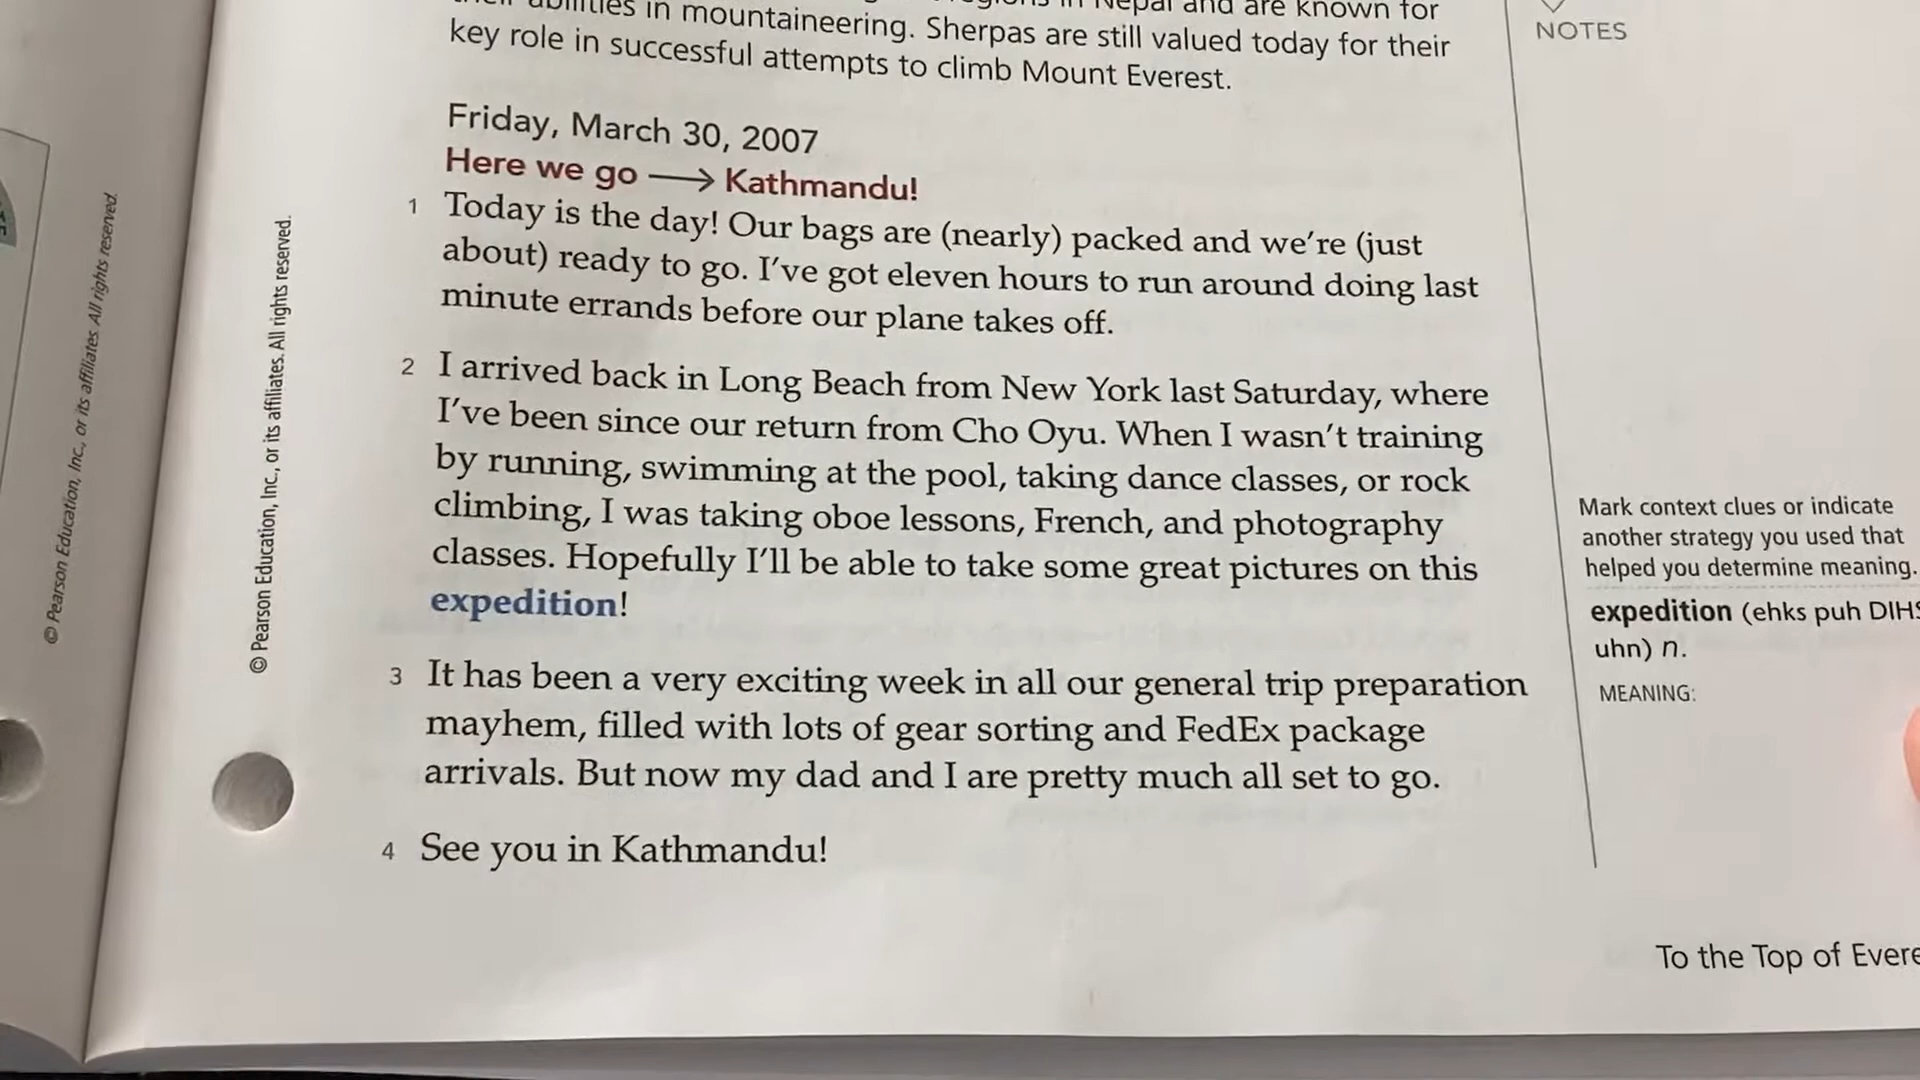 abilities in mountaineering.
Nepal and are known for
key role in successful attempts to climb Mount Everest.
Sherpas are still valued today for their
NOTES
Friday, March 30, 2007
Here we go → Kathmandu!
1 Today is the day! Our bags are (nearly) packed and we're (just
about) ready to go. I've got eleven hours to run around doing last
minute errands before our plane takes off.
2 I arrived back in Long Beach from New York last Saturday, where
I've been since our return from Cho Oyu. When I wasn't training
by running, swimming at the pool, taking dance classes, or rock
climbing, I was taking oboe lessons, French, and photography
classes. Hopefully I'll be able to take some great pictures on this
expedition!
3 It has been a very exciting week in all our general trip preparation
mayhem, filled with lots of gear sorting and FedEx package
arrivals. But now my dad and I are pretty much all set to go.
4 See you in Kathmandu!
Mark context clues or indicate
another strategy you used that
helped you determine meaning.
expedition (ehks puh DIHS
uhn) n.
MEANING:
To the Top of Evere
© Pearson Education, Inc., or its affiliates. All rights reserved.
© Pearson Education, Inc., or its affiliates. All rights reserved.